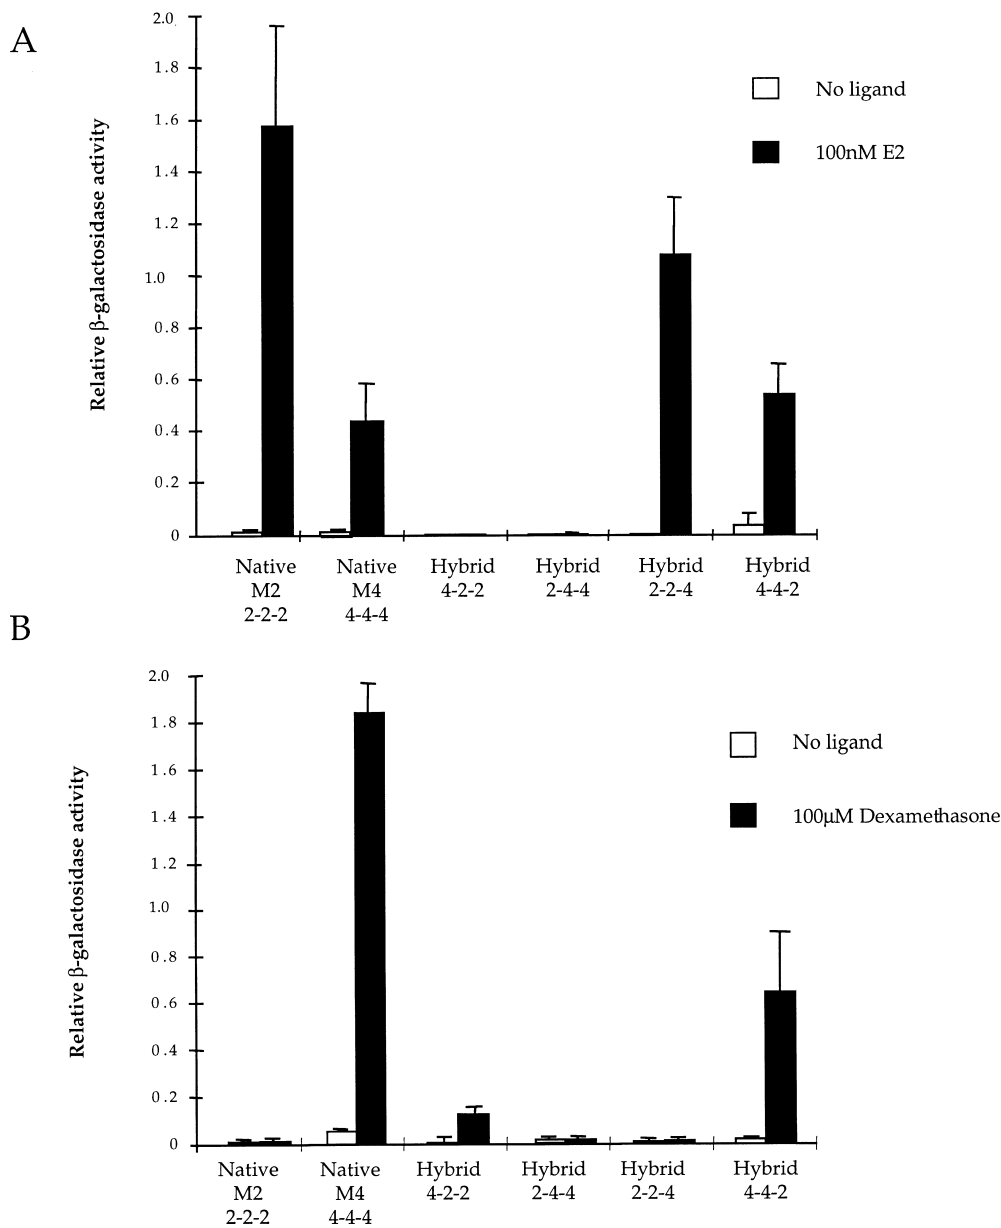 A
Relative β-galactosidase activity
2.0
1.8
1.6
1.4
1.2
1.0
0.8
0.6
0.4
0.2
0
No ligand
100nM E2
Native M2 2-2-2
Native M4 4-4-4
Hybrid 4-2-2
Hybrid 2-4-4
Hybrid 2-2-4
Hybrid 4-4-2
B
Relative β-galactosidase activity
2.0
1.8
1.6
1.4
1.2
1.0
0.8
0.6
0.4
0.2
0
No ligand
100µM Dexamethasone
Native M2 2-2-2
Native M4 4-4-4
Hybrid 4-2-2
Hybrid 2-4-4
Hybrid 2-2-4
Hybrid 4-4-2